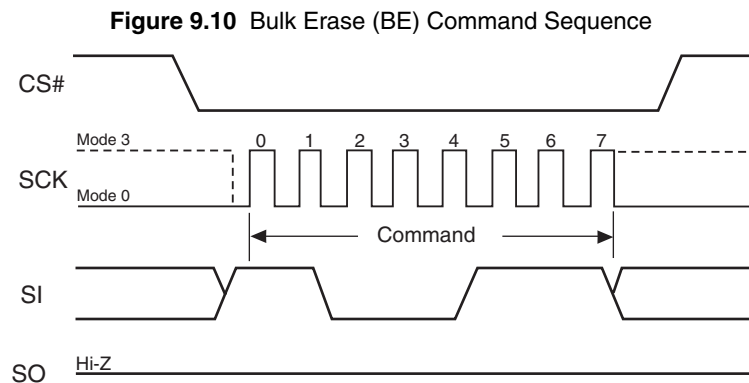 Figure 9.10 Bulk Erase (BE) Command Sequence
CS#
Mode 3
0 1 2 3 4 5 6 7
SCK
Mode 0
Command
SI
Hi-Z
SO